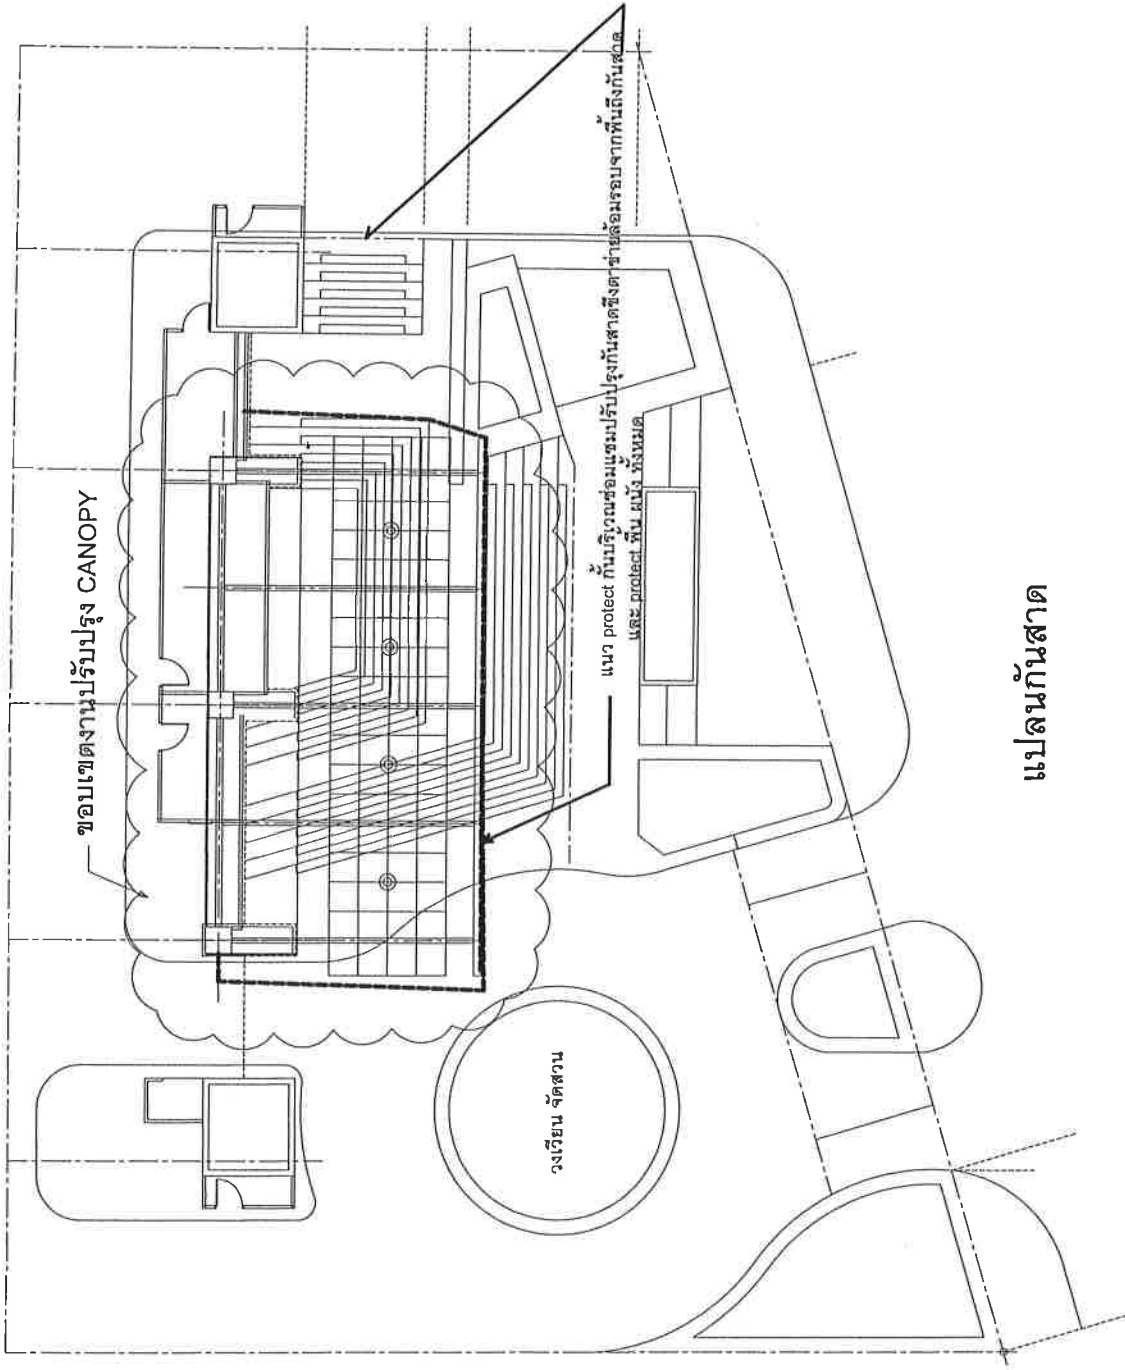 ขอบเขตงานปรับปรุง CANOPY
แนว protect กั้นบริเวณซ่อมแซมปรับปรุงกันสาดขึงตาข่ายล้อมรอบจากพื้นถึงกันสาด
และ protect พื้น ผนัง ทั้งหมด
วงเวียน จัดสวน
แปลนกันสาด